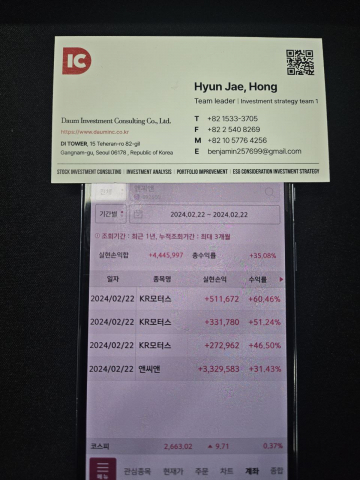 DIC
Hyun Jae, Hong
Team leader | Investment strategy team 1
Daum Investment Consulting Co., Ltd.
https://www.dauminc.co.kr
DI TOWER, 15 Teheran-ro 82-gil
Gangnam-gu, Seoul 06178 , Republic of Korea
T +82 1533-3705
F +82 2 540 8269
M +82 10 5776 4256
E benjamin257699@gmail.com
STOCK INVESTMENT CONSULTING | INVESTMENT ANALYSIS | PORTFOLIO IMPROVEMENT | ESG CONSIDERATION INVESTMENT STRATEGY
기간별 2024.02.22 ~ 2024.02.22
조회기간 : 최근 1년, 누적조회기간 : 최대 3개월
실현손익합 +4,445,997 총수익률 +35.08%
일자 종목명 실현손익 수익률
2024/02/22 KR모터스 +511,672 +60.46%
2024/02/22 KR모터스 +331,780 +51.24%
2024/02/22 KR모터스 +272,962 +46.50%
2024/02/22 앤씨앤 +3,329,583 +31.43%
코스피 2,663.02 ▲ 9.71 0.37%
메뉴 관심종목 현재가 주문 차트 계좌 종합